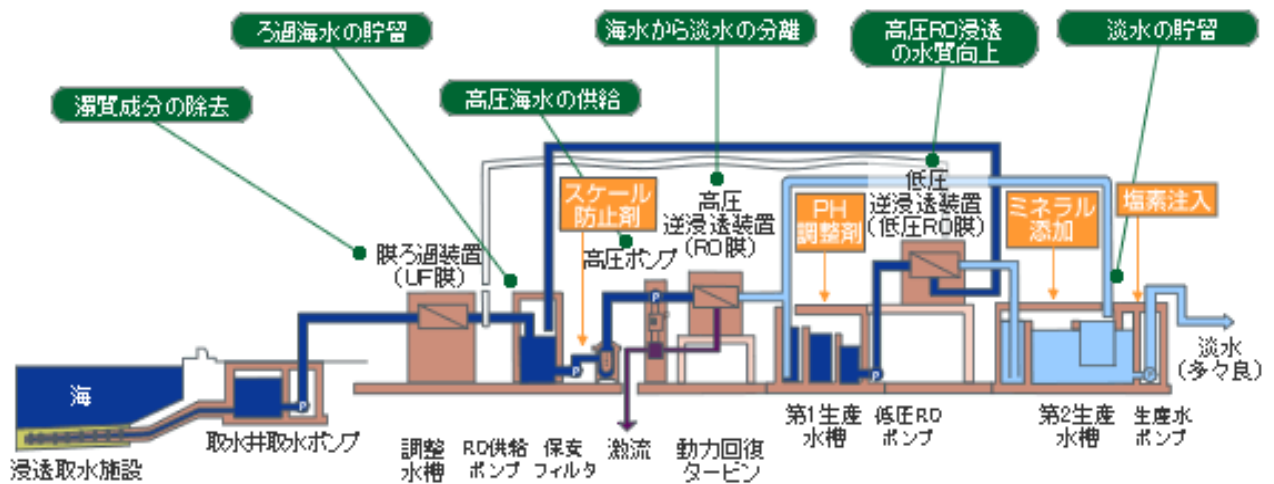 ろ過海水の貯留
海水から淡水の分離
高圧RO浸透
の水質向上
淡水の貯留
濁質成分の除去
高圧海水の供給
スケール
防止剤
高圧
逆浸透装置
(RO膜)
PH
調整剤
低圧
逆浸透装置
(低圧RO膜)
ミネラル
添加
塩素注入
膜ろ過装置
(UF膜)
高圧ポンプ
P
P
P
P
P
P
海
淡水
(多々良)
取水井取水ポンプ
浸透取水施設
調整
水槽
RO供給
ポンプ
保安
フィルタ
放流
動力回復
タービン
第1生産
水槽
低圧RO
ポンプ
第2生産
水槽
生産水
ポンプ